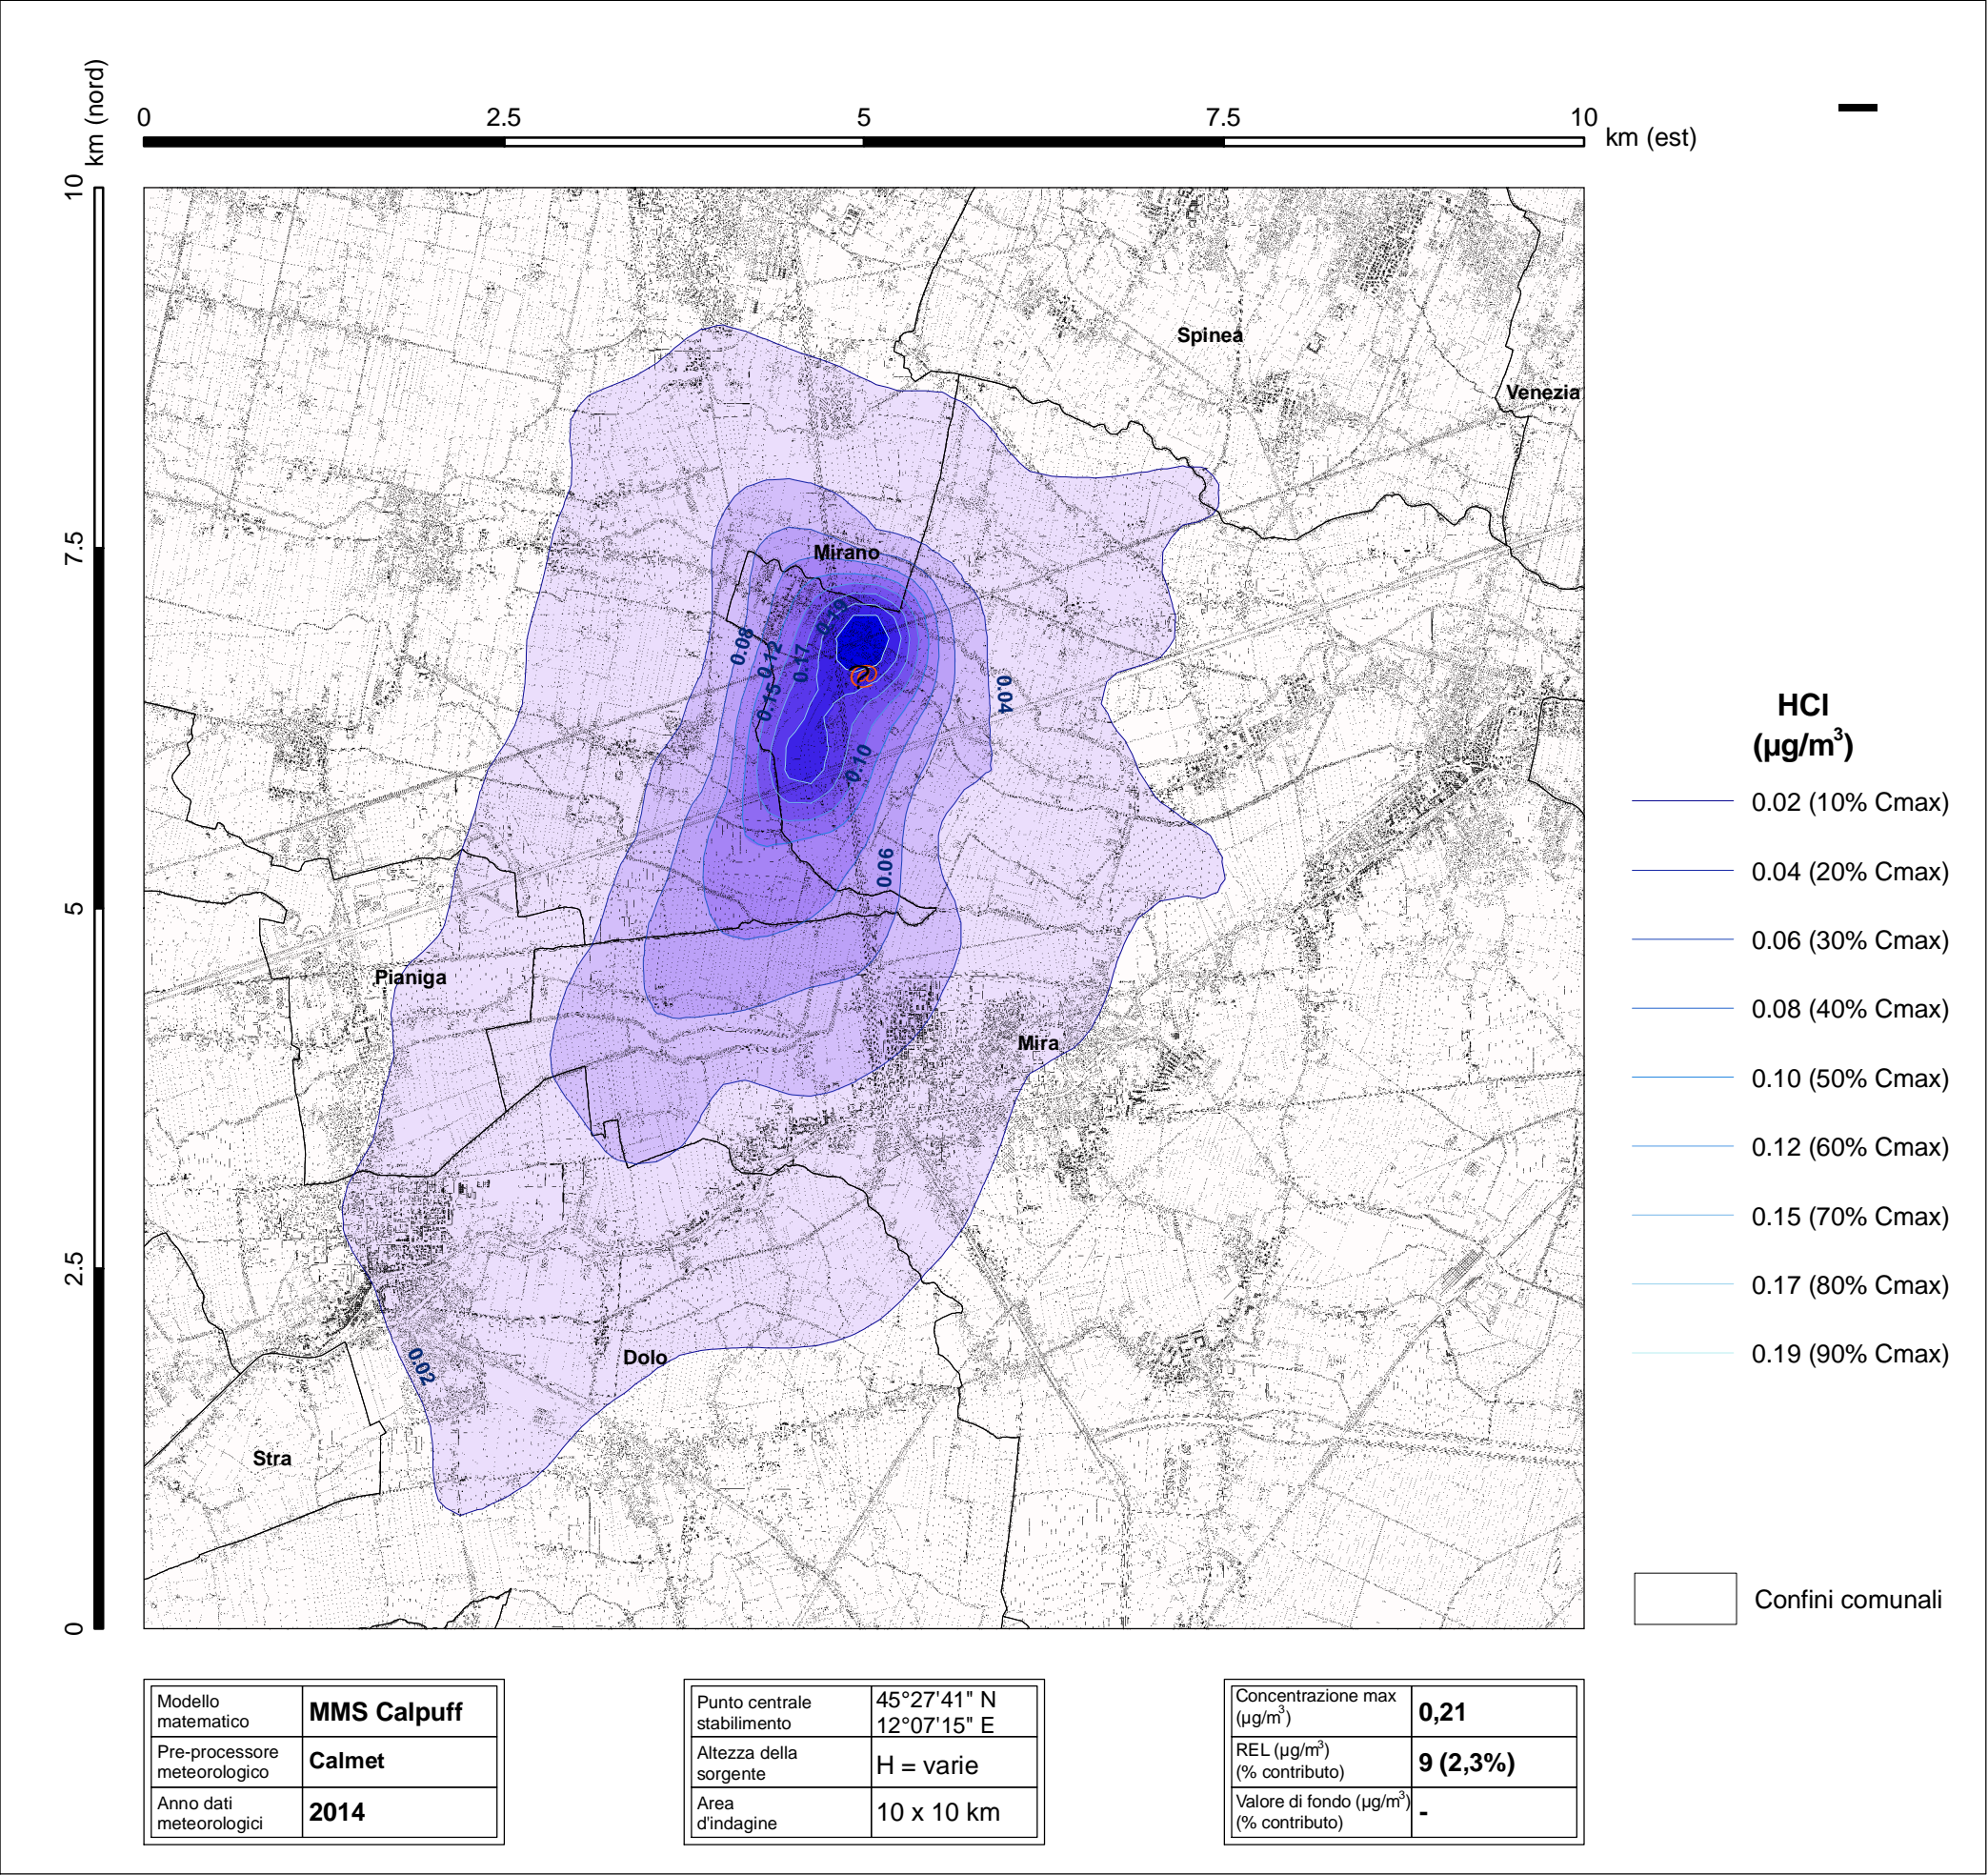 0 2.5 5 7.5 10
km (est)
km (nord)
10
7.5
5
2.5
0
Spinea
Venezia
Mirano
0.19
0.08
0.12
0.17
0.15
0.04
0.10
0.06
Pianiga
Mira
Dolo
0.02
Stra
HCl
(µg/m³)
0.02 (10% Cmax)
0.04 (20% Cmax)
0.06 (30% Cmax)
0.08 (40% Cmax)
0.10 (50% Cmax)
0.12 (60% Cmax)
0.15 (70% Cmax)
0.17 (80% Cmax)
0.19 (90% Cmax)
Confini comunali
Modello
matematico
MMS Calpuff
Pre-processore
meteorologico
Calmet
Anno dati
meteorologici
2014
Punto centrale
stabilimento
45°27'41" N
12°07'15" E
Altezza della
sorgente
H = varie
Area
d'indagine
10 x 10 km
Concentrazione max
(µg/m³)
0,21
REL (µg/m³)
(% contributo)
9 (2,3%)
Valore di fondo (µg/m³)
(% contributo)
-